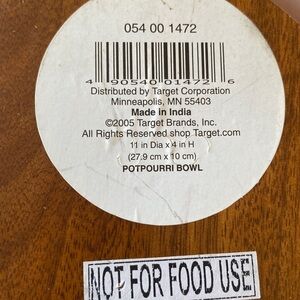 054 00 1472
4 90540 01472 6
Distributed by Target Corporation
Minneapolis, MN 55403
Made in India
©2005 Target Brands, Inc.
All Rights Reserved shop Target.com
11 in Dia x 4 in H
(27.9 cm x 10 cm)
POTPOURRI BOWL
NOT FOR FOOD USE